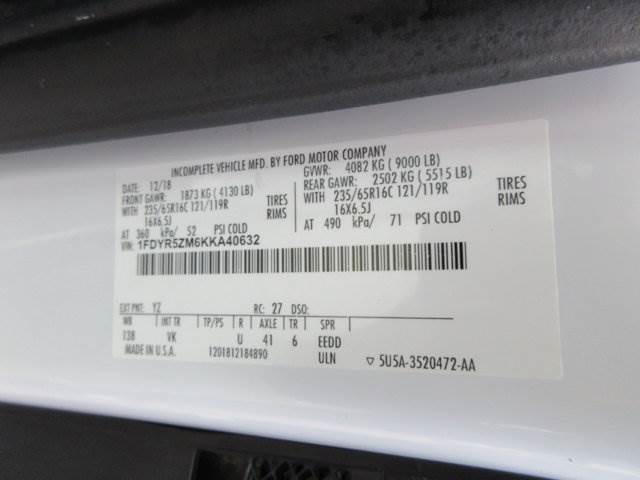 INCOMPLETE VEHICLE MFD. BY FORD MOTOR COMPANY
DATE: 12/18 GVWR: 4082 KG ( 9000 LB)
FRONT GAWR: 1873 KG ( 4130 LB) REAR GAWR: 2502 KG ( 5515 LB)
WITH 235/65R16C 121/119R TIRES WITH 235/65R16C 121/119R TIRES
16X6.5J RIMS 16X6.5J RIMS
AT 360 kPa/ 52 PSI COLD AT 490 kPa/ 71 PSI COLD
VIN: 1FDYR5ZM6KKA40632
EXT PNT: YZ RC: 27 DSO:
WB INT TR TP/PS R AXLE TR SPR
138 VK U 41 6 EEDD
MADE IN U.S.A. 1201812184890 ULN ▽ 5U5A-3520472-AA